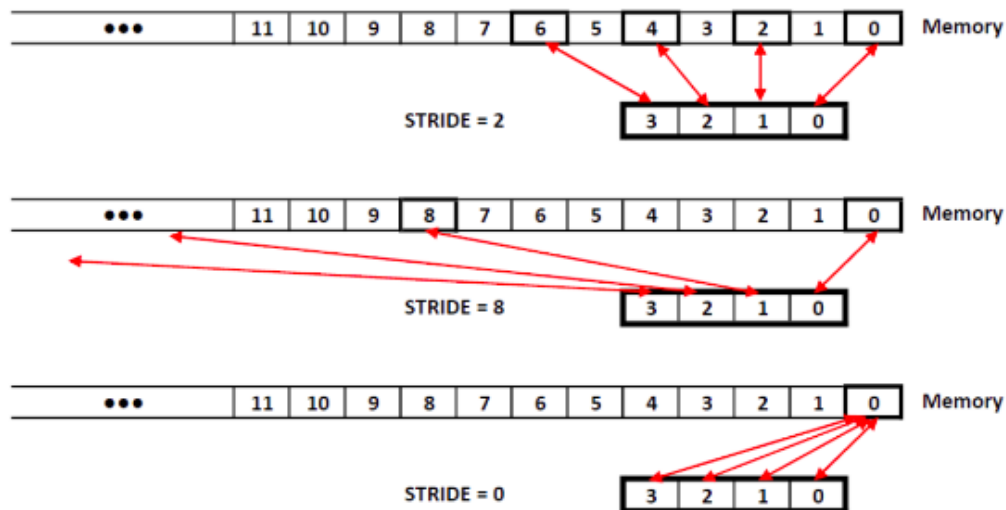 ••• 11 10 9 8 7 6 5 4 3 2 1 0 Memory
STRIDE = 2 3 2 1 0
••• 11 10 9 8 7 6 5 4 3 2 1 0 Memory
STRIDE = 8 3 2 1 0
••• 11 10 9 8 7 6 5 4 3 2 1 0 Memory
STRIDE = 0 3 2 1 0